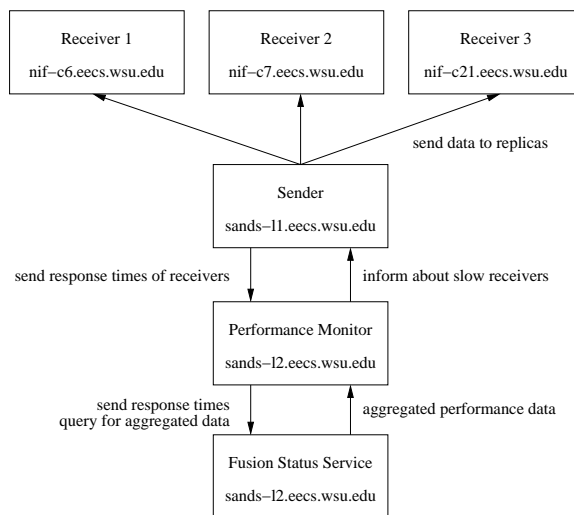 Receiver 1
nif−c6.eecs.wsu.edu
Receiver 2
nif−c7.eecs.wsu.edu
Receiver 3
nif−c21.eecs.wsu.edu
send data to replicas
Sender
sands−l1.eecs.wsu.edu
send response times of receivers
inform about slow receivers
Performance Monitor
sands−l2.eecs.wsu.edu
send response times
query for aggregated data
aggregated performance data
Fusion Status Service
sands−l2.eecs.wsu.edu